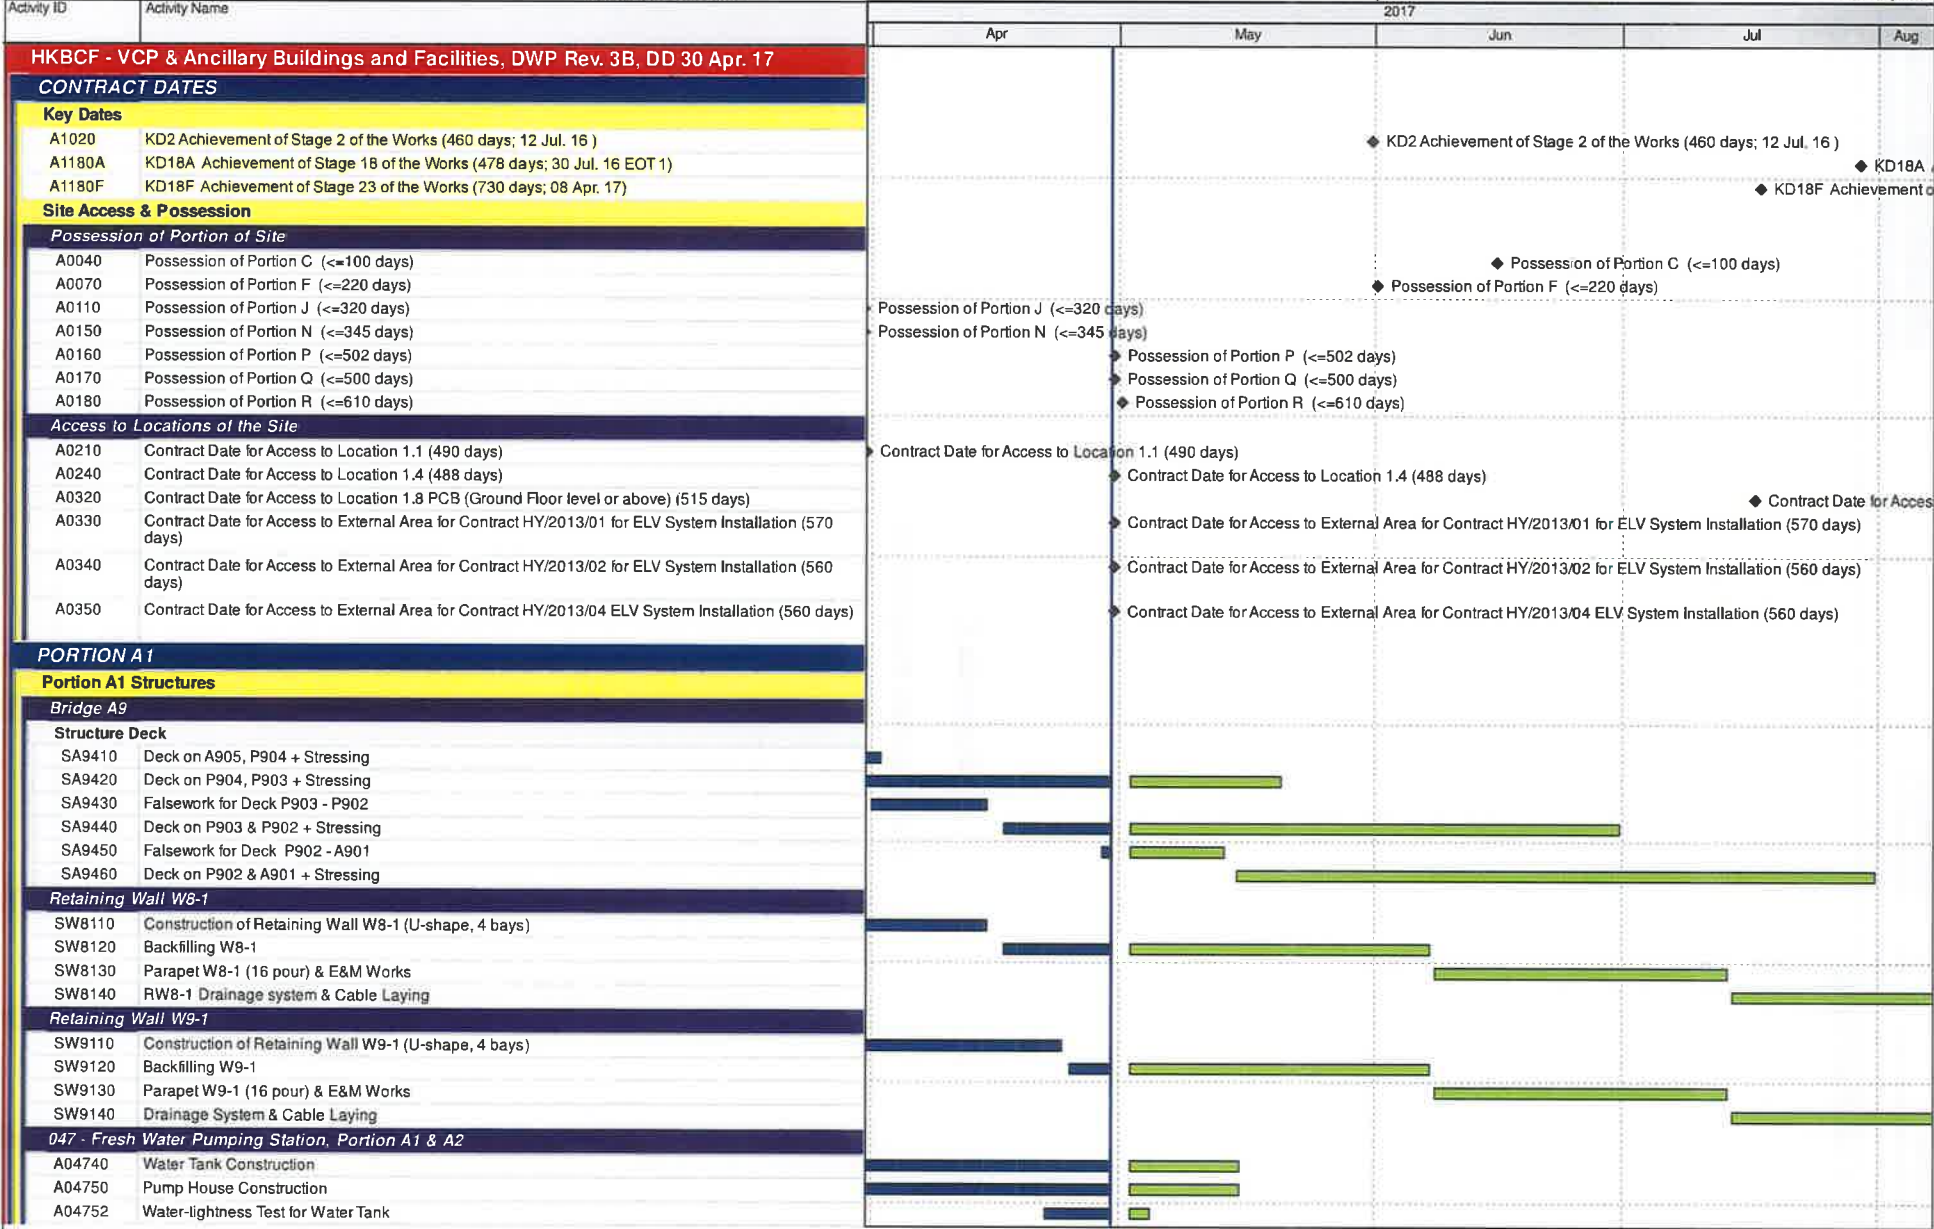 Activity ID Activity Name 2017
Apr May Jun Jul Aug
HKBCF - VCP & Ancillary Buildings and Facilities, DWP Rev. 3B, DD 30 Apr. 17
CONTRACT DATES
Key Dates
A1020 KD2 Achievement of Stage 2 of the Works (460 days; 12 Jul. 16 ) KD2 Achievement of Stage 2 of the Works (460 days; 12 Jul. 16 )
A1180A KD18A Achievement of Stage 18 of the Works (478 days; 30 Jul. 16 EOT 1) KD18A
A1180F KD18F Achievement of Stage 23 of the Works (730 days; 08 Apr. 17) KD18F Achievement o
Site Access & Possession
Possession of Portion of Site
A0040 Possession of Portion C (<=100 days) Possession of Portion C (<=100 days)
A0070 Possession of Portion F (<=220 days) Possession of Portion F (<=220 days)
A0110 Possession of Portion J (<=320 days) Possession of Portion J (<=320 days)
A0150 Possession of Portion N (<=345 days) Possession of Portion N (<=345 days)
A0160 Possession of Portion P (<=502 days) Possession of Portion P (<=502 days)
A0170 Possession of Portion Q (<=500 days) Possession of Portion Q (<=500 days)
A0180 Possession of Portion R (<=610 days) Possession of Portion R (<=610 days)
Access to Locations of the Site
A0210 Contract Date for Access to Location 1.1 (490 days) Contract Date for Access to Location 1.1 (490 days)
A0240 Contract Date for Access to Location 1.4 (488 days) Contract Date for Access to Location 1.4 (488 days)
A0320 Contract Date for Access to Location 1.8 PCB (Ground Floor level or above) (515 days) Contract Date for Acces
A0330 Contract Date for Access to External Area for Contract HY/2013/01 for ELV System Installation (570 Contract Date for Access to External Area for Contract HY/2013/01 for ELV System Installation (570 days)
days)
A0340 Contract Date for Access to External Area for Contract HY/2013/02 for ELV System Installation (560 Contract Date for Access to External Area for Contract HY/2013/02 for ELV System Installation (560 days)
days)
A0350 Contract Date for Access to External Area for Contract HY/2013/04 ELV System Installation (560 days) Contract Date for Access to External Area for Contract HY/2013/04 ELV System Installation (560 days)
PORTION A1
Portion A1 Structures
Bridge A9
Structure Deck
SA9410 Deck on A905, P904 + Stressing
SA9420 Deck on P904, P903 + Stressing
SA9430 Falsework for Deck P903 - P902
SA9440 Deck on P903 & P902 + Stressing
SA9450 Falsework for Deck P902 - A901
SA9460 Deck on P902 & A901 + Stressing
Retaining Wall W8-1
SW8110 Construction of Retaining Wall W8-1 (U-shape, 4 bays)
SW8120 Backfilling W8-1
SW8130 Parapet W8-1 (16 pour) & E&M Works
SW8140 RW8-1 Drainage system & Cable Laying
Retaining Wall W9-1
SW9110 Construction of Retaining Wall W9-1 (U-shape, 4 bays)
SW9120 Backfilling W9-1
SW9130 Parapet W9-1 (16 pour) & E&M Works
SW9140 Drainage System & Cable Laying
047 - Fresh Water Pumping Station, Portion A1 & A2
A04740 Water Tank Construction
A04750 Pump House Construction
A04752 Water-tightness Test for Water Tank